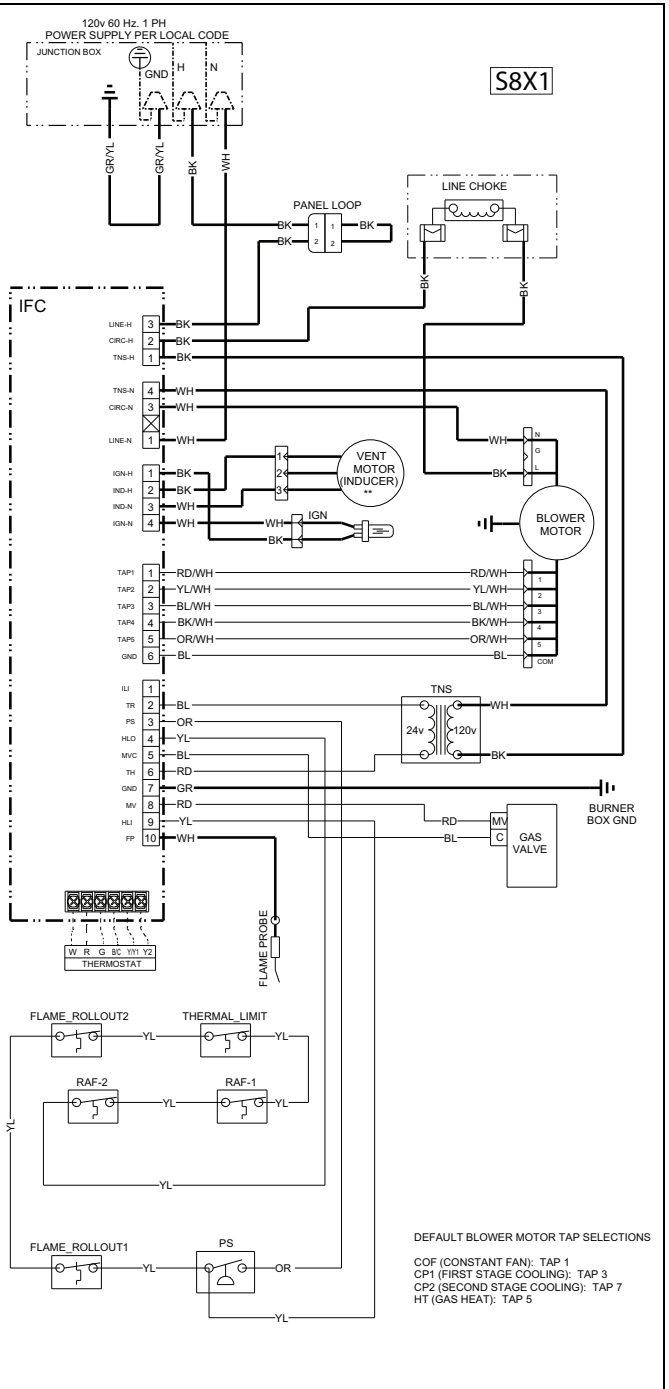 120v 60 Hz. 1 PH
POWER SUPPLY PER LOCAL CODE
JUNCTION BOX
GND
H
N
S8X1
GR/YL
GR/YL
BK
WH
LINE CHOKE
PANEL LOOP
BK 1 1 BK
BK 2 2
BK
BK
IFC
LINE-H 3 BK
CIRC-H 2 BK
TNS-H 1 BK
TNS-N 4 WH
CIRC-N 3 WH
LINE-N 1 WH
WH N
G
BK L
IGN-H 1 BK
IND-H 2 BK
IND-N 3 WH
IGN-N 4 WH
1
2
3
VENT
MOTOR
(INDUCER)
**
WH IGN
BK
BLOWER
MOTOR
TAP1 1 RD/WH RD/WH 1
TAP2 2 YL/WH YL/WH 2
TAP3 3 BL/WH BL/WH 3
TAP4 4 BK/WH BK/WH 4
TAP5 5 OR/WH OR/WH 5
GND 6 BL BL COM
ILI 1
TR 2 BL
PS 3 OR
HLO 4 YL
MVC 5 BL
TH 6 RD
GND 7 GR
MV 8 RD
HLI 9 YL
FP 10 WH
TNS
24v 120v
WH
BK
BURNER
BOX GND
RD MV
BL C
GAS
VALVE
W R G B/C Y/Y1 Y2
THERMOSTAT
FLAME PROBE
FLAME_ROLLOUT2
THERMAL_LIMIT
YL YL
RAF-2
RAF-1
YL YL
YL
YL
FLAME_ROLLOUT1
PS
YL OR
YL
DEFAULT BLOWER MOTOR TAP SELECTIONS
COF (CONSTANT FAN): TAP 1
CP1 (FIRST STAGE COOLING): TAP 3
CP2 (SECOND STAGE COOLING): TAP 7
HT (GAS HEAT): TAP 5